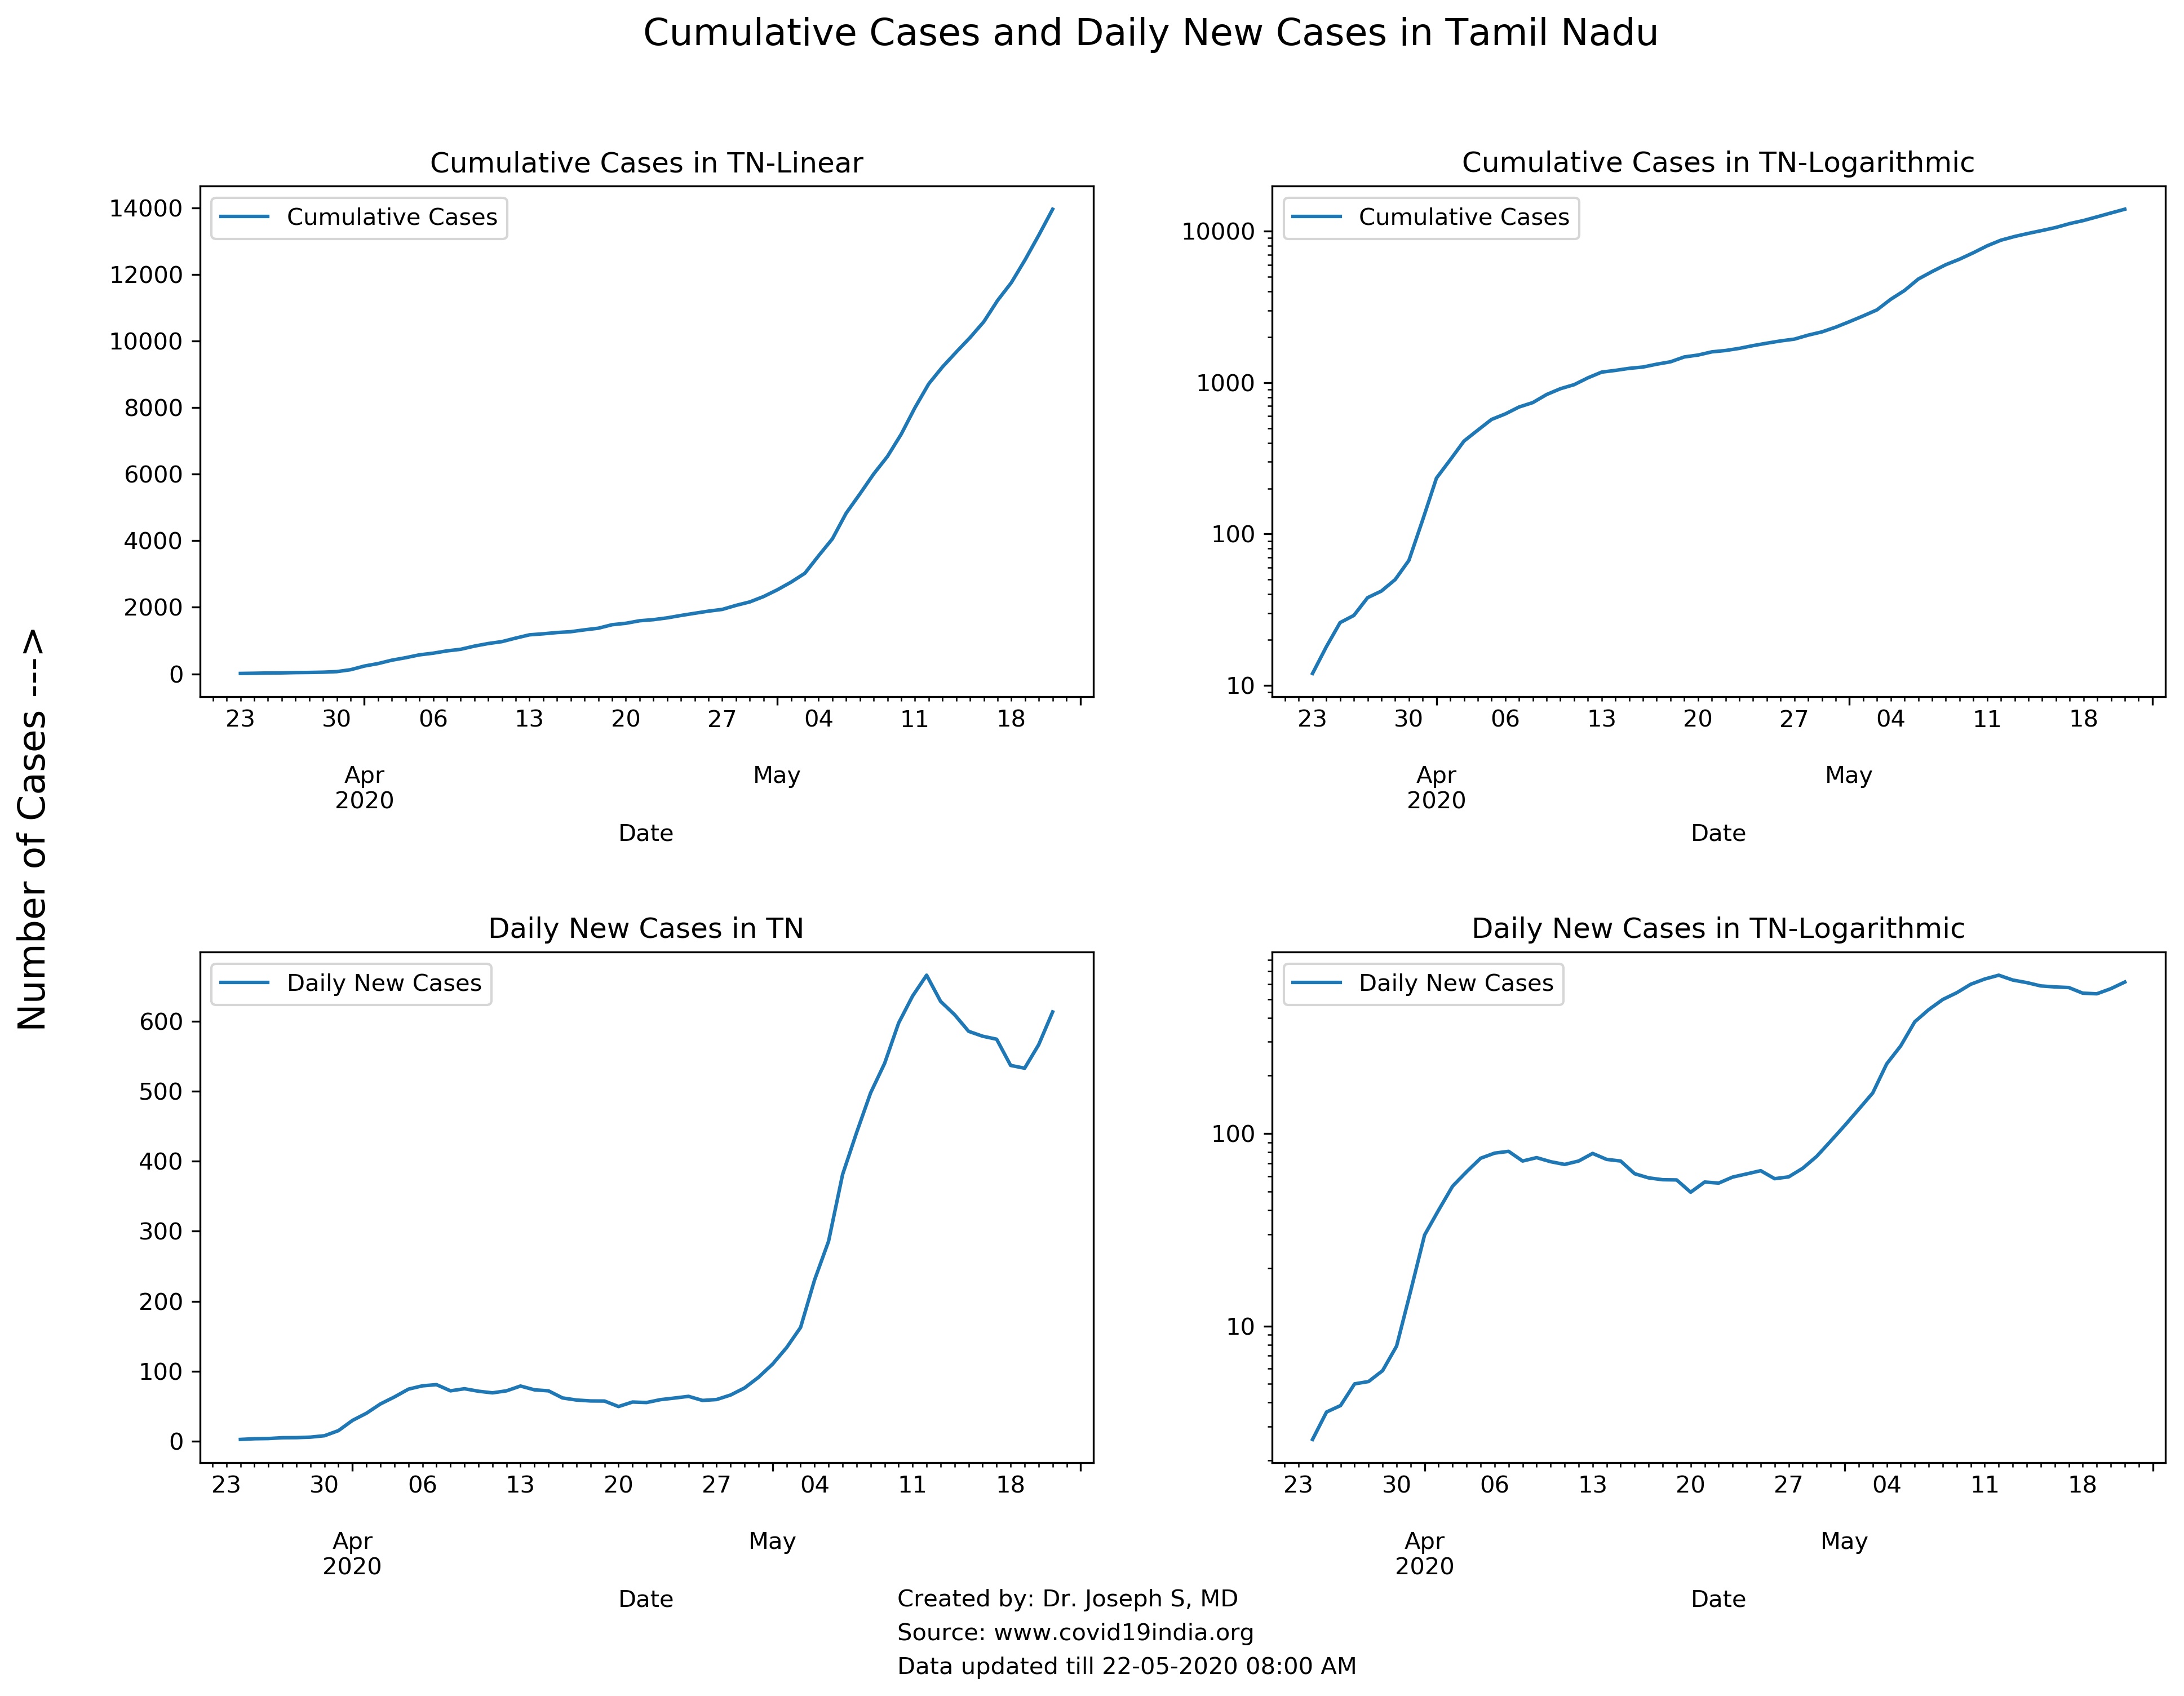 Cumulative Cases and Daily New Cases in Tamil Nadu
Number of Cases --->
Cumulative Cases in TN-Linear
Cumulative Cases
14000
12000
10000
8000
6000
4000
2000
0
23 30 06 13 20 27 04 11 18
Apr May
2020
Date
Cumulative Cases in TN-Logarithmic
Cumulative Cases
10000
1000
100
10
23 30 06 13 20 27 04 11 18
Apr May
2020
Date
Daily New Cases in TN
Daily New Cases
600
500
400
300
200
100
0
23 30 06 13 20 27 04 11 18
Apr May
2020
Date
Daily New Cases in TN-Logarithmic
Daily New Cases
100
10
23 30 06 13 20 27 04 11 18
Apr May
2020
Date
Created by: Dr. Joseph S, MD
Source: www.covid19india.org
Data updated till 22-05-2020 08:00 AM